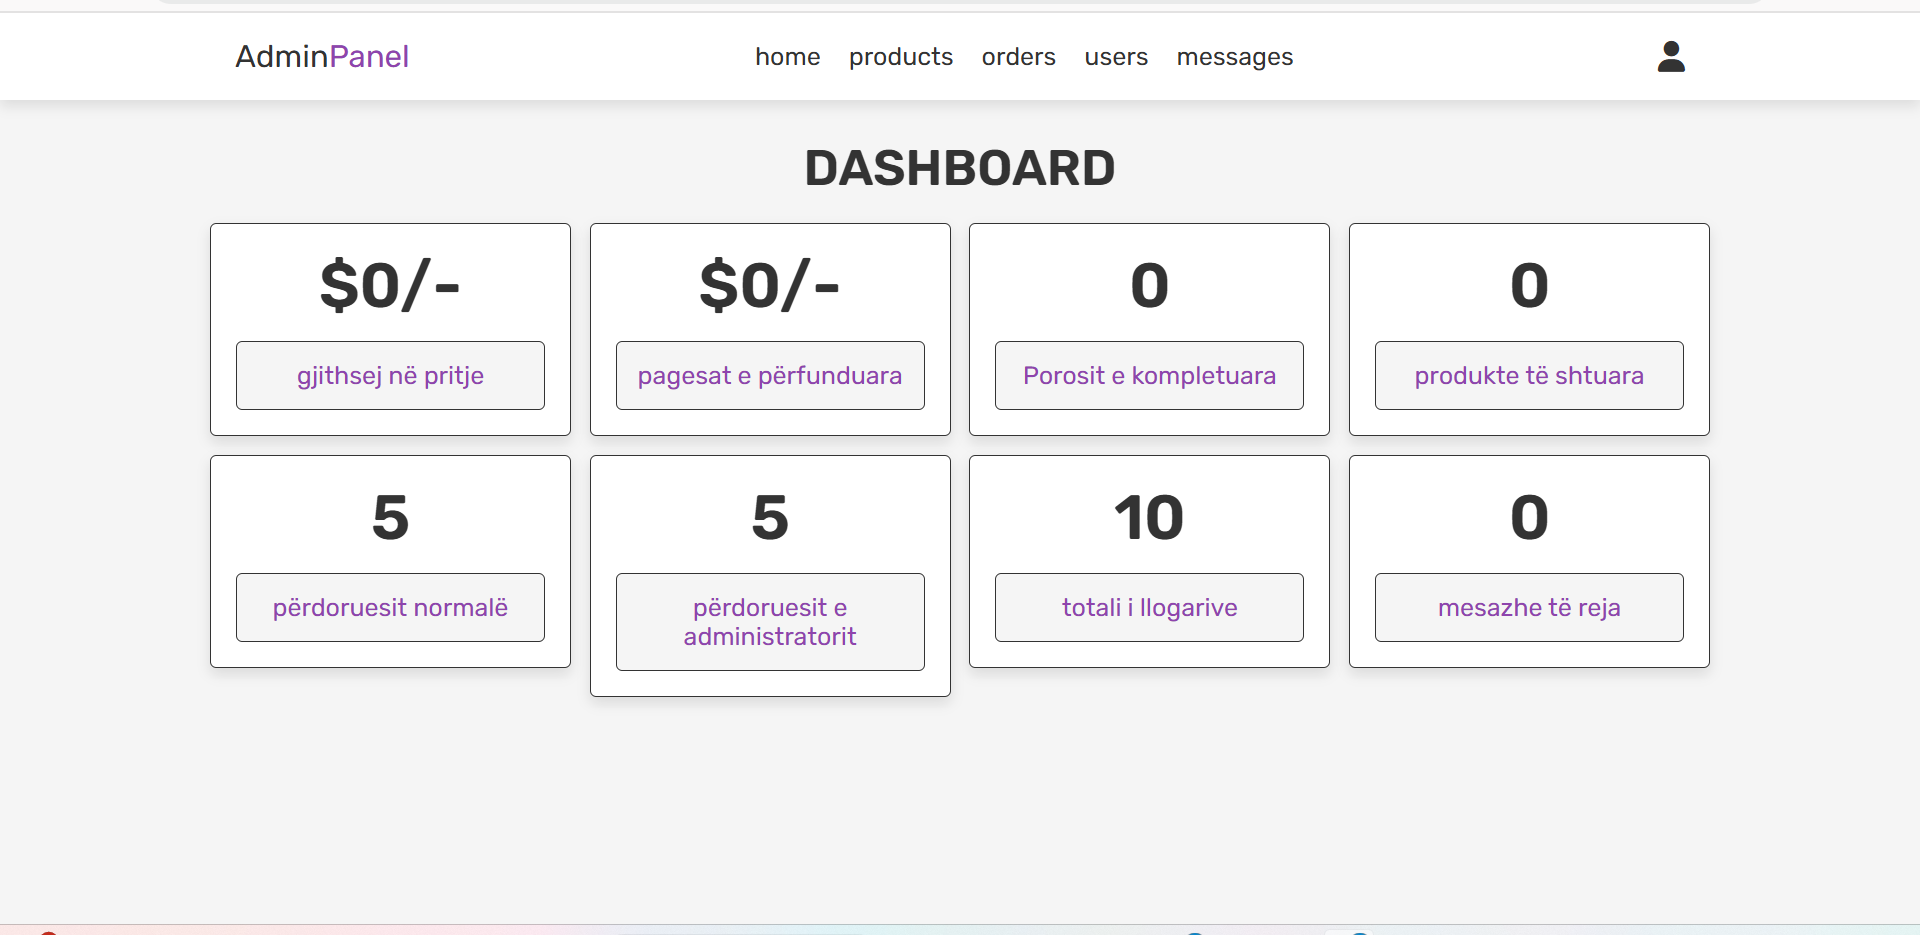 AdminPanel
home products orders users messages
DASHBOARD
$0/-
gjithsej në pritje
$0/-
pagesat e përfunduara
0
Porosit e kompletuara
0
produkte të shtuara
5
përdoruesit normalë
5
përdoruesit e
administratorit
10
totali i llogarive
0
mesazhe të reja